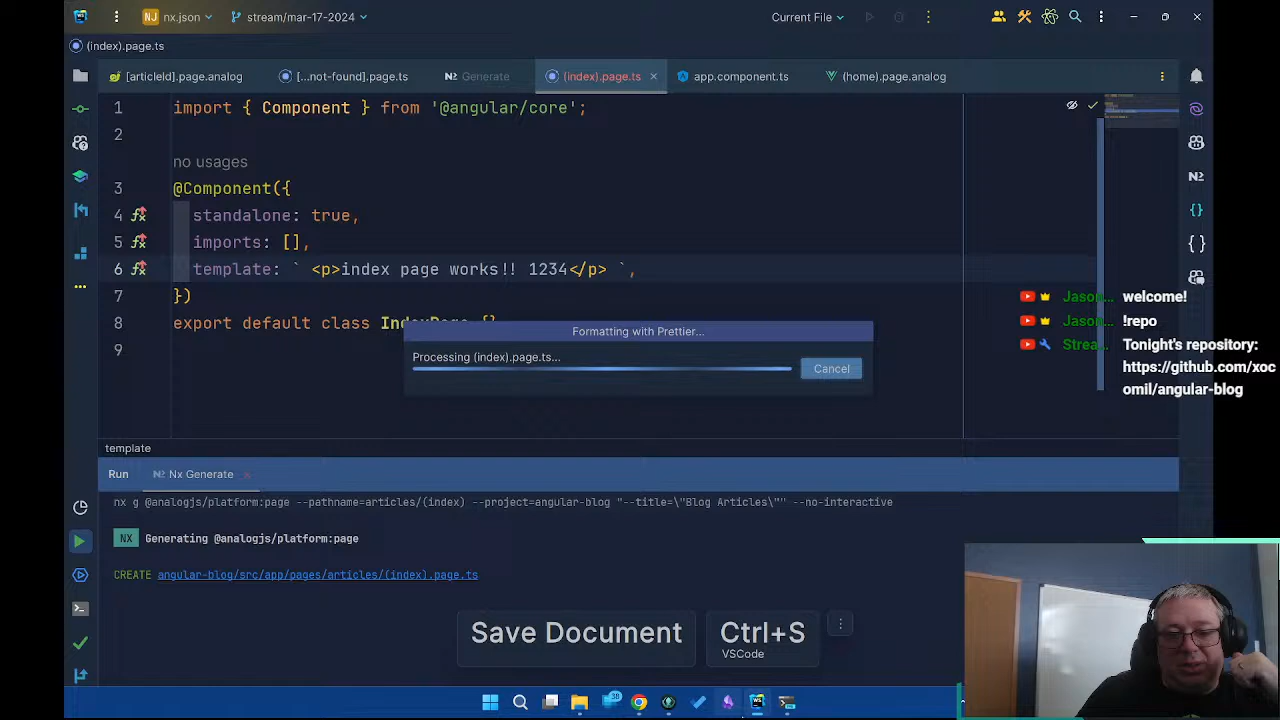 nx.json
stream/mar-17-2024
Current File
(index).page.ts
[articleId].page.analog
[...not-found].page.ts
Generate
(index).page.ts
app.component.ts
(home).page.analog
1 import { Component } from '@angular/core';
2
no usages
3 @Component({
4 standalone: true,
5 imports: [],
6 template: ` <p>index page works!! 1234</p> `,
7 })
8 export default class IndexPage {}
9
Formatting with Prettier...
Processing (index).page.ts...
Cancel
Jason... welcome!
Jason... !repo
Strea... Tonight's repository:
https://github.com/xoc
omil/angular-blog
template
Run
Nx Generate
nx g @analogjs/platform:page --pathname=articles/(index) --project=angular-blog "--title=\"Blog Articles\"" --no-interactive
NX Generating @analogjs/platform:page
CREATE angular-blog/src/app/pages/articles/(index).page.ts
Save Document
Ctrl+S
VSCode
38